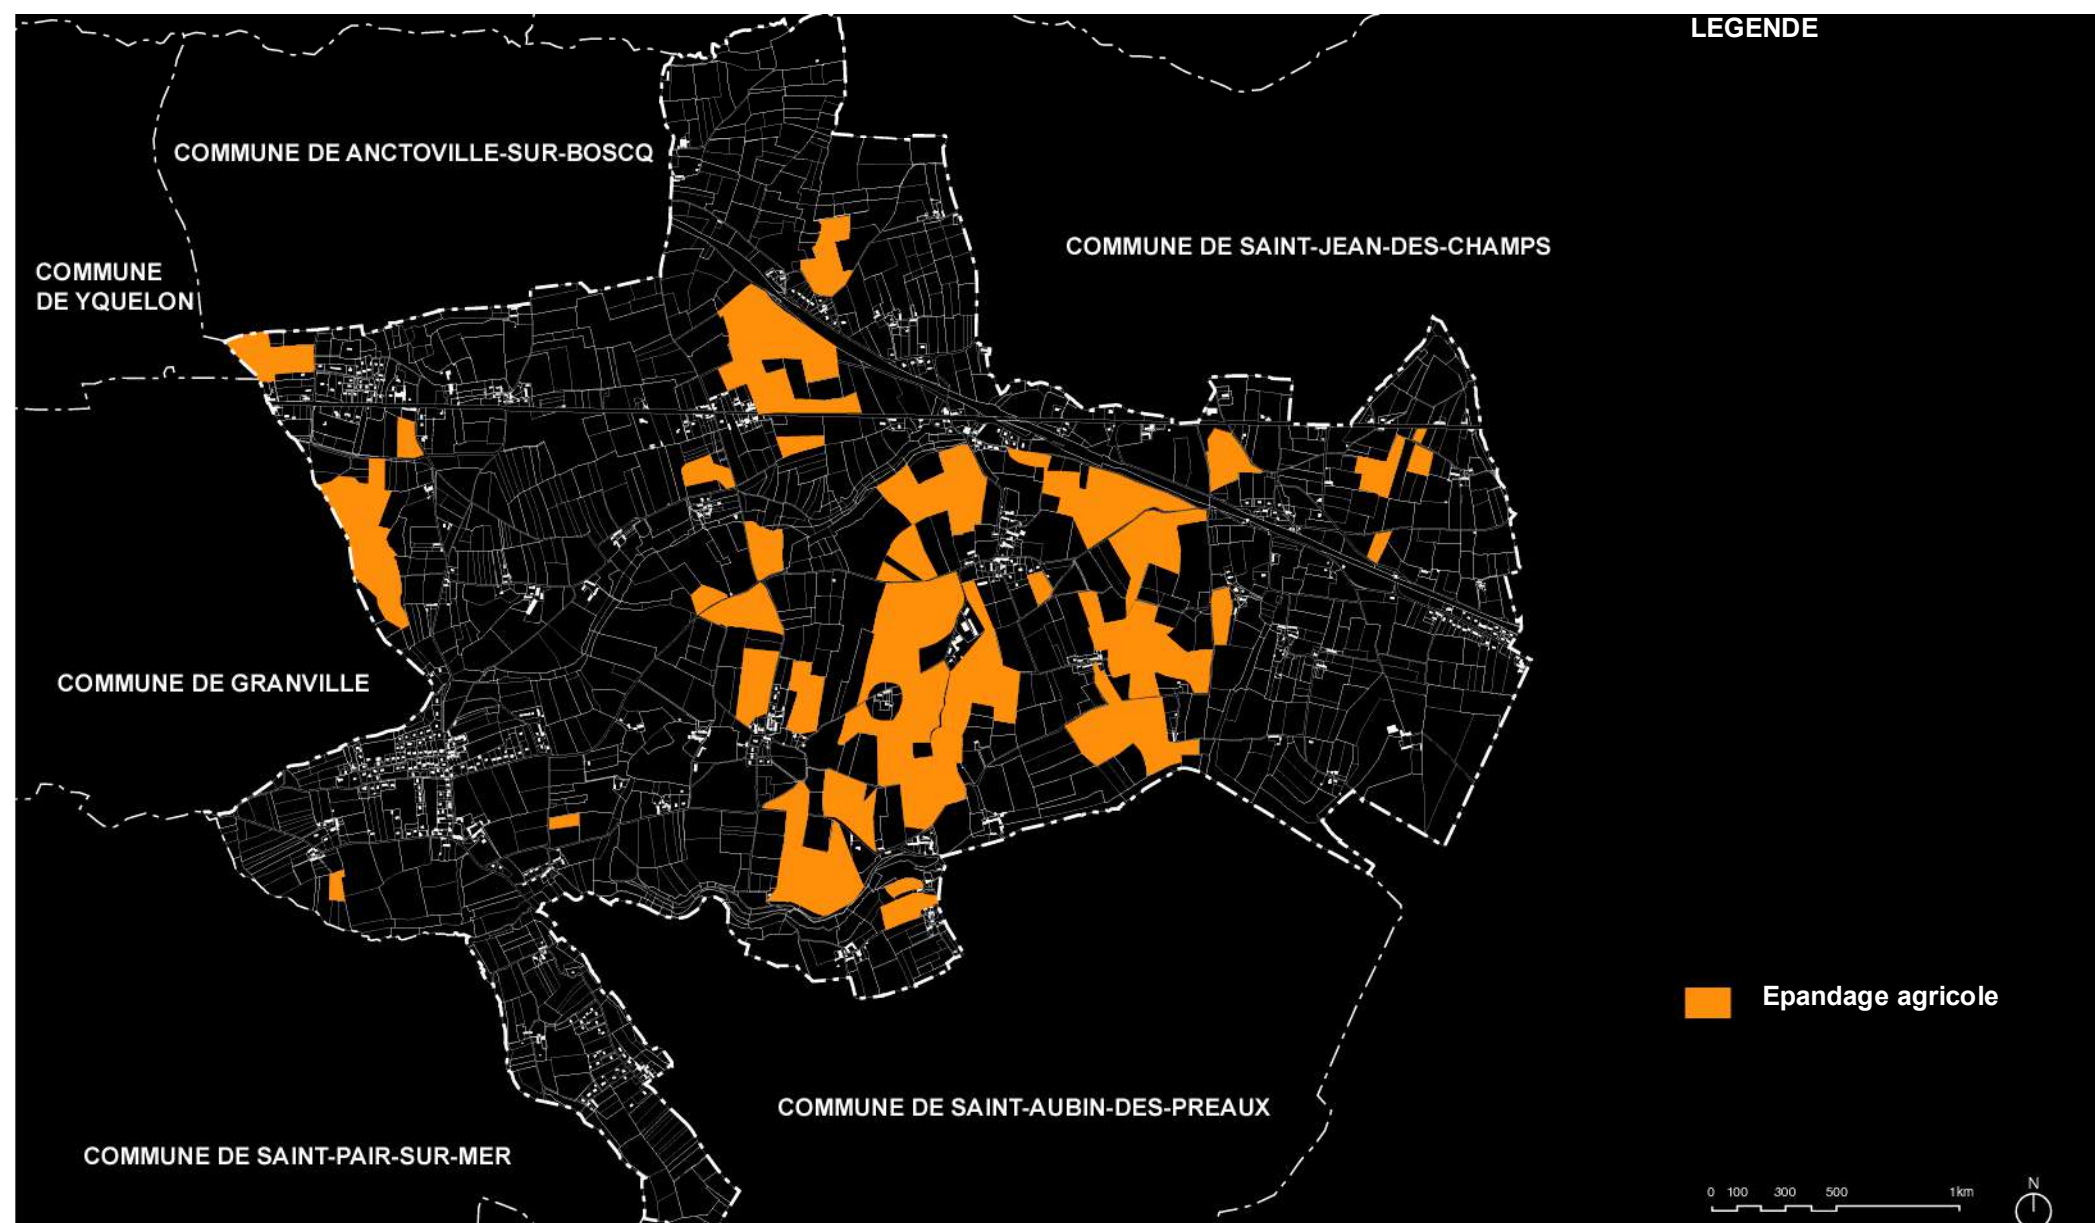 LEGENDE
COMMUNE DE ANCTOVILLE-SUR-BOSCQ
COMMUNE DE SAINT-JEAN-DES-CHAMPS
COMMUNE
DE YQUELON
COMMUNE DE GRANVILLE
Epandage agricole
COMMUNE DE SAINT-AUBIN-DES-PREAUX
COMMUNE DE SAINT-PAIR-SUR-MER
0 100 300 500 1km
N